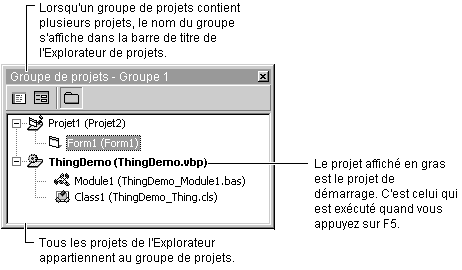 Lorsqu'un groupe de projets contient
plusieurs projets, le nom du groupe
s'affiche dans la barre de titre de
l'Explorateur de projets.
Groupe de projets - Groupe 1
Projet1 (Projet2)
Form1 (Form1)
ThingDemo (ThingDemo.vbp)
Module1 (ThingDemo_Module1.bas)
Class1 (ThingDemo_Thing.cls)
Le projet affiché en gras
est le projet de
démarrage. C'est celui qui
est exécuté quand vous
appuyez sur F5.
Tous les projets de l'Explorateur
appartiennent au groupe de projets.